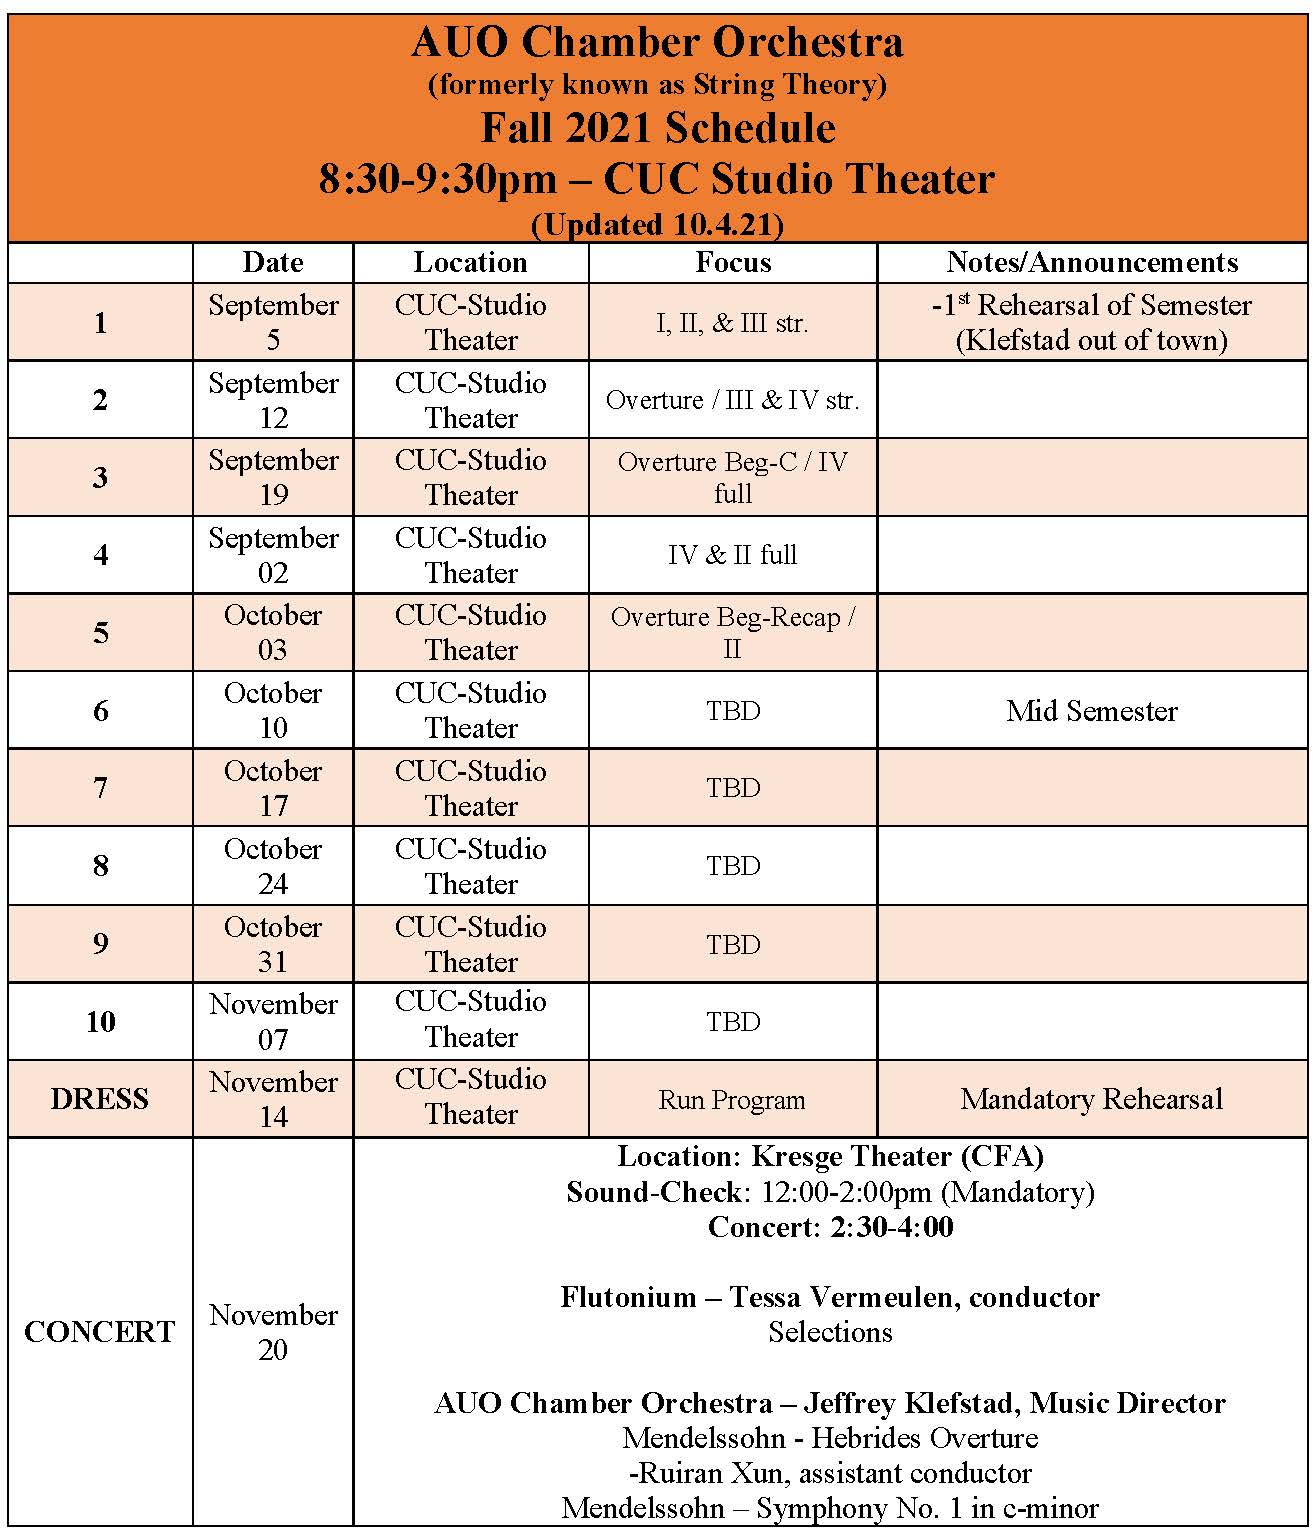 AUO Chamber Orchestra
(formerly known as String Theory)
Fall 2021 Schedule
8:30-9:30pm – CUC Studio Theater
(Updated 10.4.21)
Date Location Focus Notes/Announcements
1 September 5 CUC-Studio Theater I, II, & III str. -1st Rehearsal of Semester (Klefstad out of town)
2 September 12 CUC-Studio Theater Overture / III & IV str.
3 September 19 CUC-Studio Theater Overture Beg-C / IV full
4 September 02 CUC-Studio Theater IV & II full
5 October 03 CUC-Studio Theater Overture Beg-Recap / II
6 October 10 CUC-Studio Theater TBD Mid Semester
7 October 17 CUC-Studio Theater TBD
8 October 24 CUC-Studio Theater TBD
9 October 31 CUC-Studio Theater TBD
10 November 07 CUC-Studio Theater TBD
DRESS November 14 CUC-Studio Theater Run Program Mandatory Rehearsal
CONCERT November 20
Location: Kresge Theater (CFA)
Sound-Check: 12:00-2:00pm (Mandatory)
Concert: 2:30-4:00
Flutonium – Tessa Vermeulen, conductor
Selections
AUO Chamber Orchestra – Jeffrey Klefstad, Music Director
Mendelssohn - Hebrides Overture
-Ruiran Xun, assistant conductor
Mendelssohn – Symphony No. 1 in c-minor